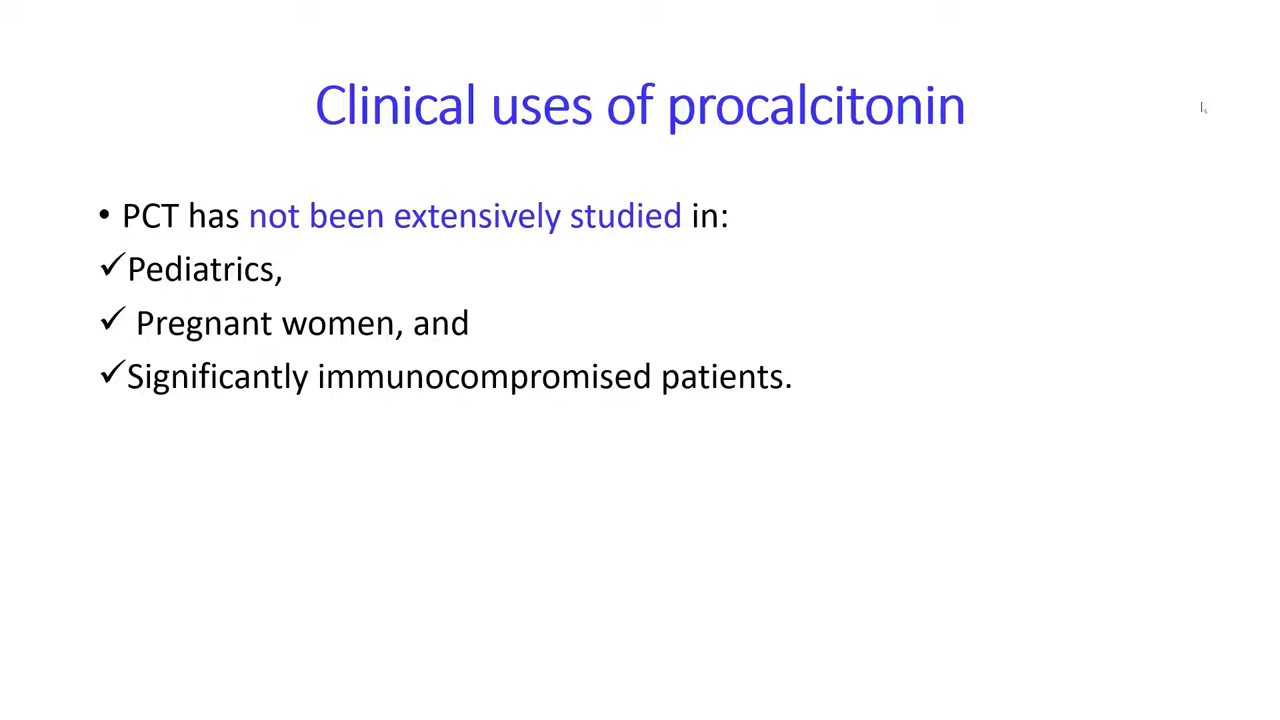 Clinical uses of procalcitonin
• PCT has not been extensively studied in:
✓Pediatrics,
✓ Pregnant women, and
✓Significantly immunocompromised patients.